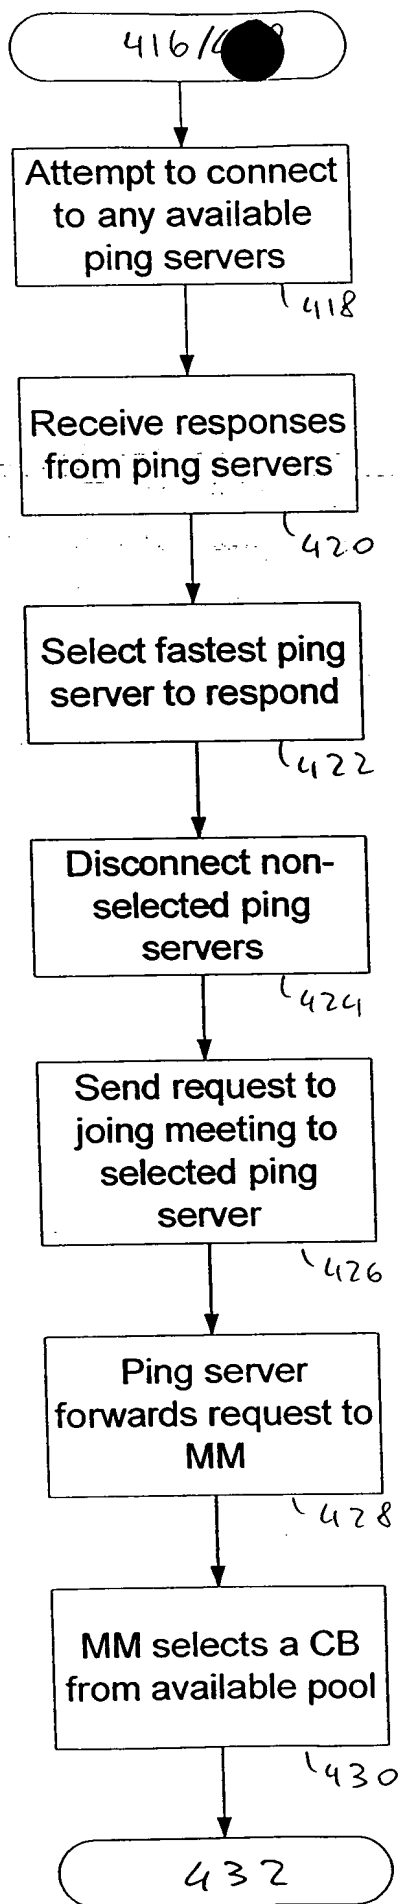 416/4
Attempt to connect
to any available
ping servers
418
Receive responses
from ping servers
420
Select fastest ping
server to respond
422
Disconnect non-
selected ping
servers
424
Send request to
joing meeting to
selected ping
server
426
Ping server
forwards request to
MM
428
MM selects a CB
from available pool
430
432